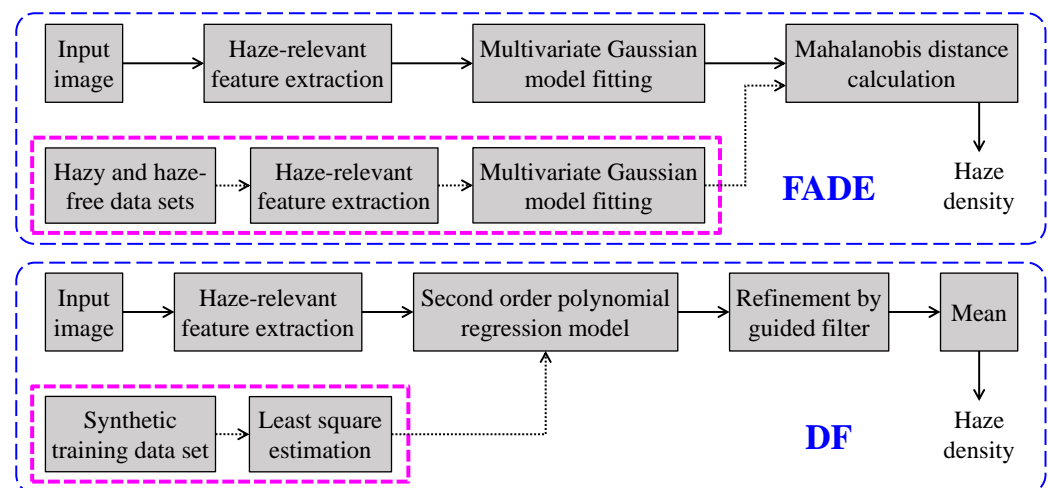 Input
image
Haze-relevant
feature extraction
Multivariate Gaussian
model fitting
Mahalanobis distance
calculation
Hazy and haze-
free data sets
Haze-relevant
feature extraction
Multivariate Gaussian
model fitting
FADE
Haze
density
Input
image
Haze-relevant
feature extraction
Second order polynomial
regression model
Refinement by
guided filter
Mean
Synthetic
training data set
Least square
estimation
DF
Haze
density